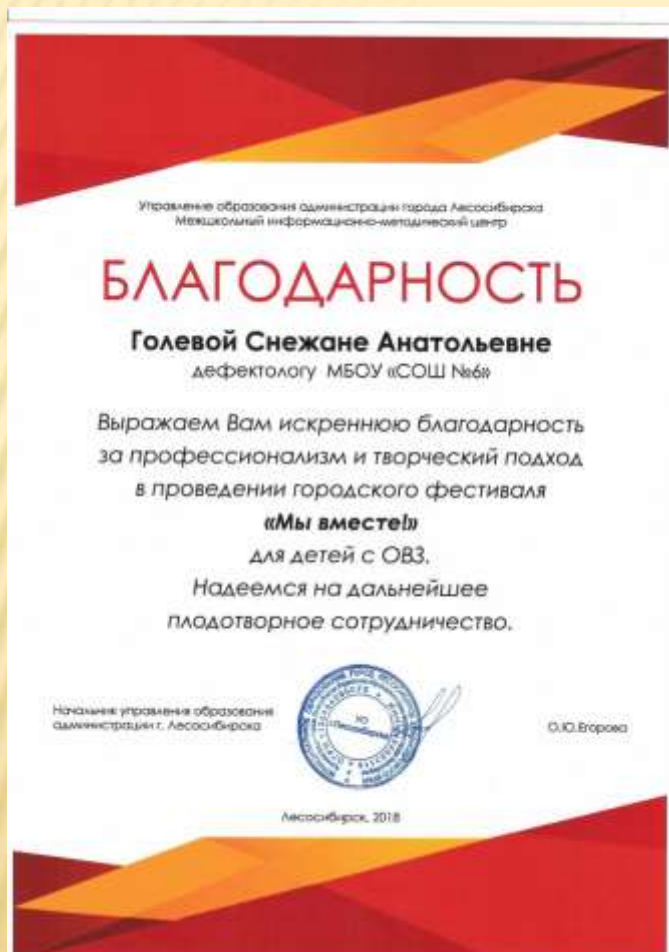 Управление образования администрации города Лесосибирска
Межшкольный информационно-методический центр
БЛАГОДАРНОСТЬ
Голевой Снежане Анатольевне
дефектологу МБОУ «СОШ №6»
Выражаем Вам искреннюю благодарность
за профессионализм и творческий подход
в проведении городского фестиваля
«Мы вместе!»
для детей с ОВЗ.
Надеемся на дальнейшее
плодотворное сотрудничество.
Начальник управления образования
администрации г. Лесосибирска
О.Ю.Егорова
Лесосибирск, 2018